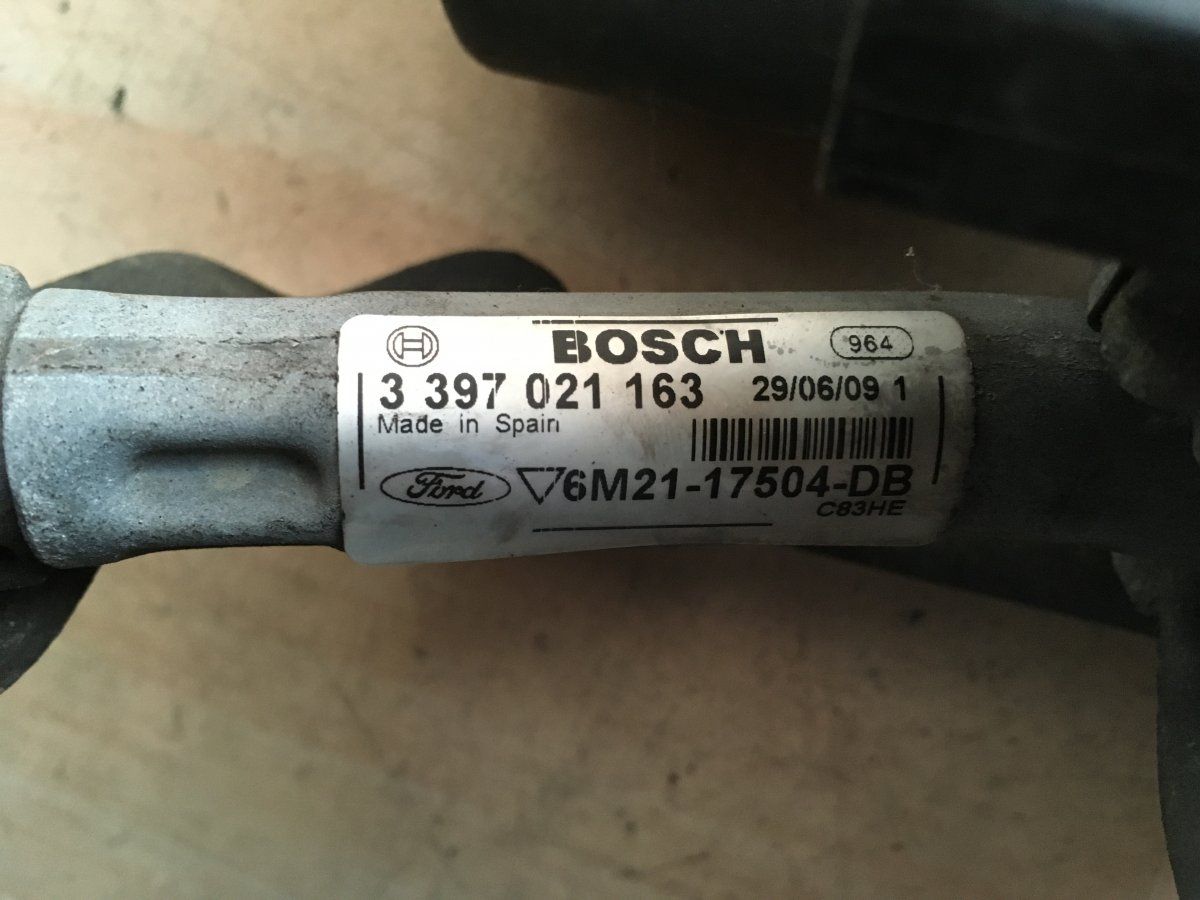 BOSCH 964
3 397 021 163 29/06/09 1
Made in Spain
Ford 6M21-17504-DB
C83HE